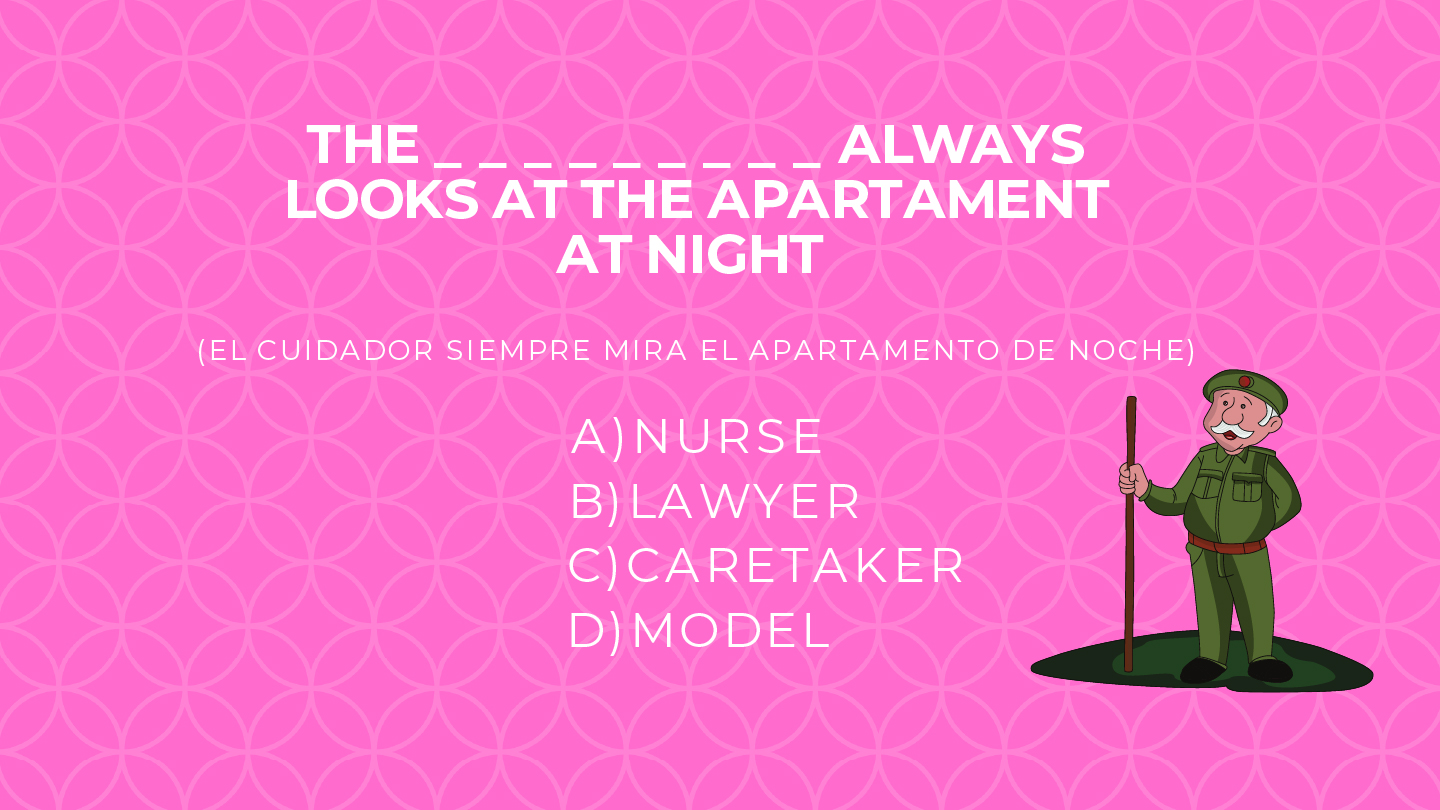 THE _ _ _ _ _ _ _ _ _ ALWAYS
LOOKS AT THE APARTAMENT
AT NIGHT
(EL CUIDADOR SIEMPRE MIRA EL APARTAMENTO DE NOCHE)
A)NURSE
B)LAWYER
C)CARETAKER
D)MODEL